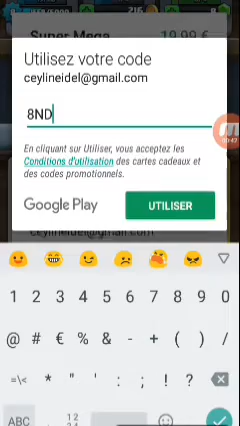 Super Mega 19,99 €
Utilisez votre code
ceylineidel@gmail.com
8ND
En cliquant sur Utiliser, vous acceptez les
Conditions d'utilisation des cartes cadeaux et
des codes promotionnels.
Google Play UTILISER
ceylineidel@gmail.com
1 2 3 4 5 6 7 8 9 0
@ # € % & - + ( ) /
=\< * " ' : ; ! ?
ABC , 12
34